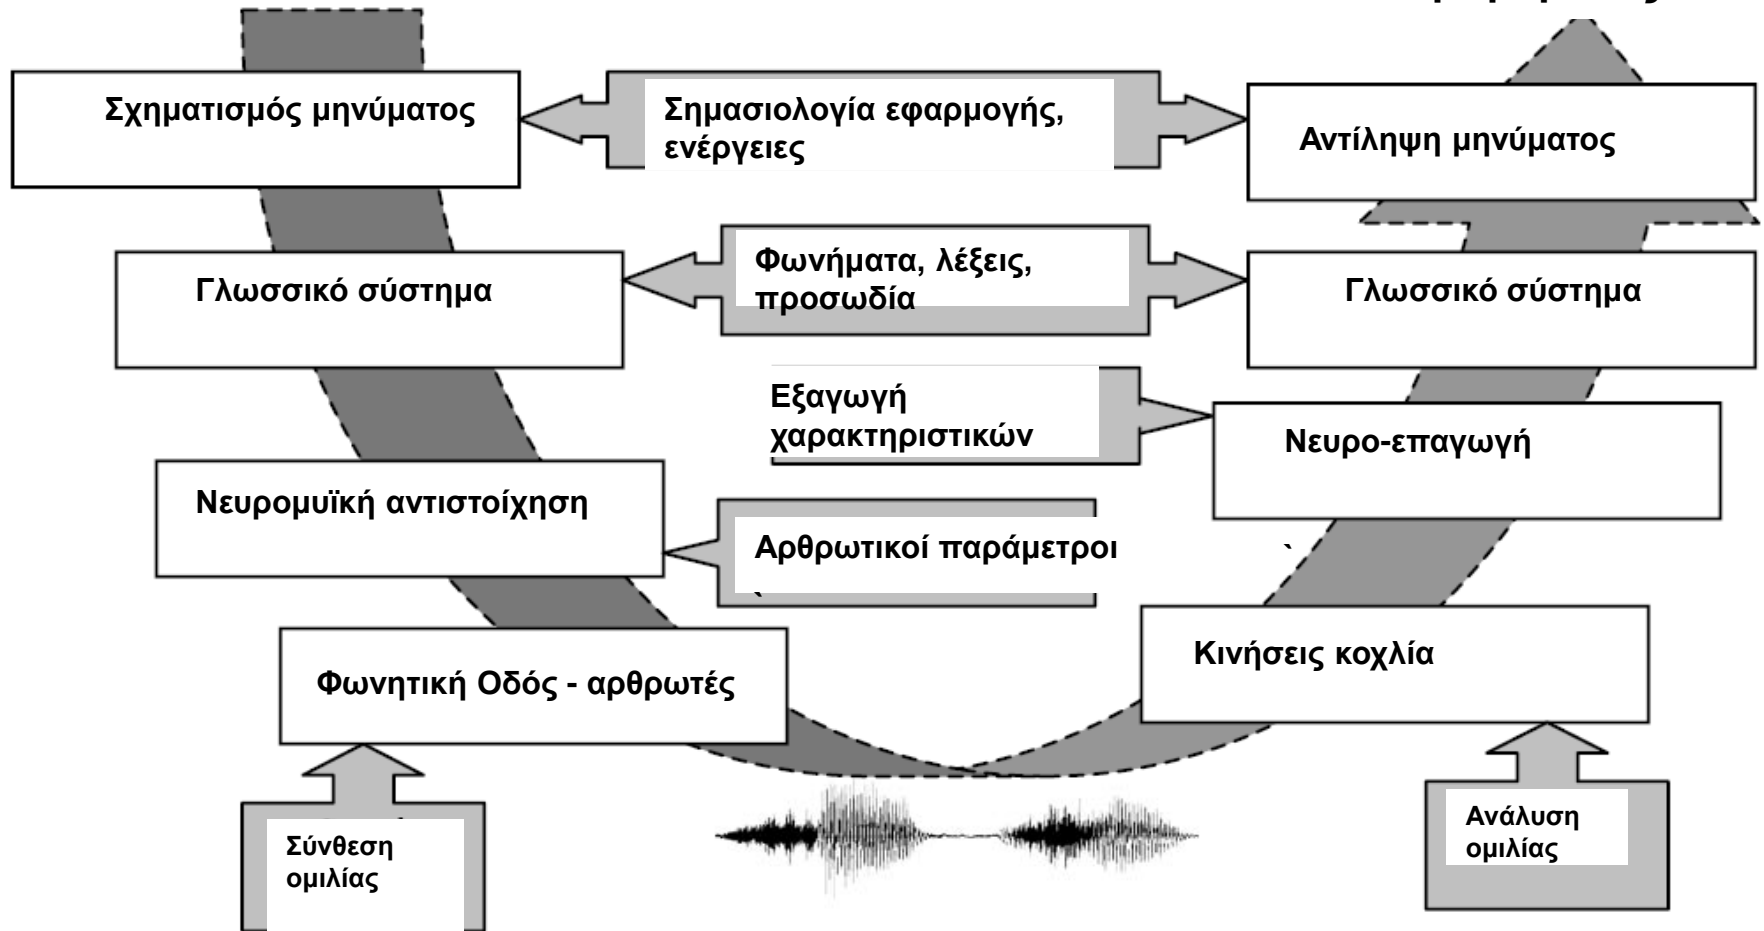 Σχηματισμός μηνύματος
Σημασιολογία εφαρμογής,
ενέργειες
Αντίληψη μηνύματος
Γλωσσικό σύστημα
Φωνήματα, λέξεις,
προσωδία
Γλωσσικό σύστημα
Εξαγωγή
χαρακτηριστικών
Νευρο-επαγωγή
Νευρομυϊκή αντιστοίχηση
Αρθρωτικοί παράμετροι
Κινήσεις κοχλία
Φωνητική Οδός - αρθρωτές
Σύνθεση
ομιλίας
Ανάλυση
ομιλίας